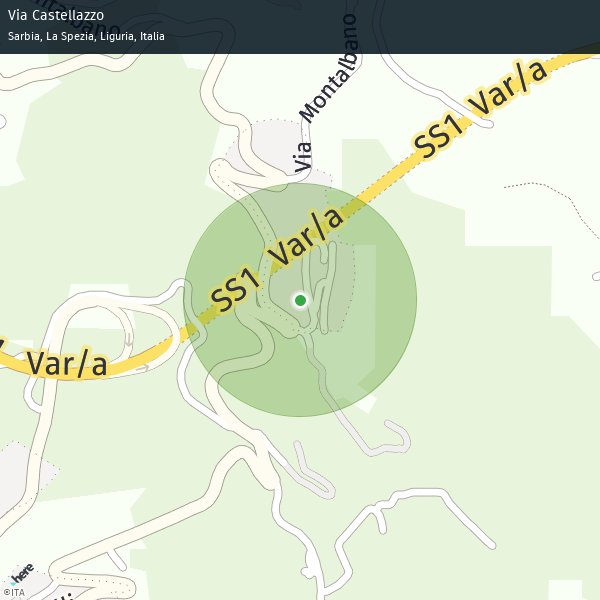 Via Castellazzo
Sarbia, La Spezia, Liguria, Italia
Via Montalbano
SS1 Var/a
SS1 Var/a
Var/a
here
©ITA